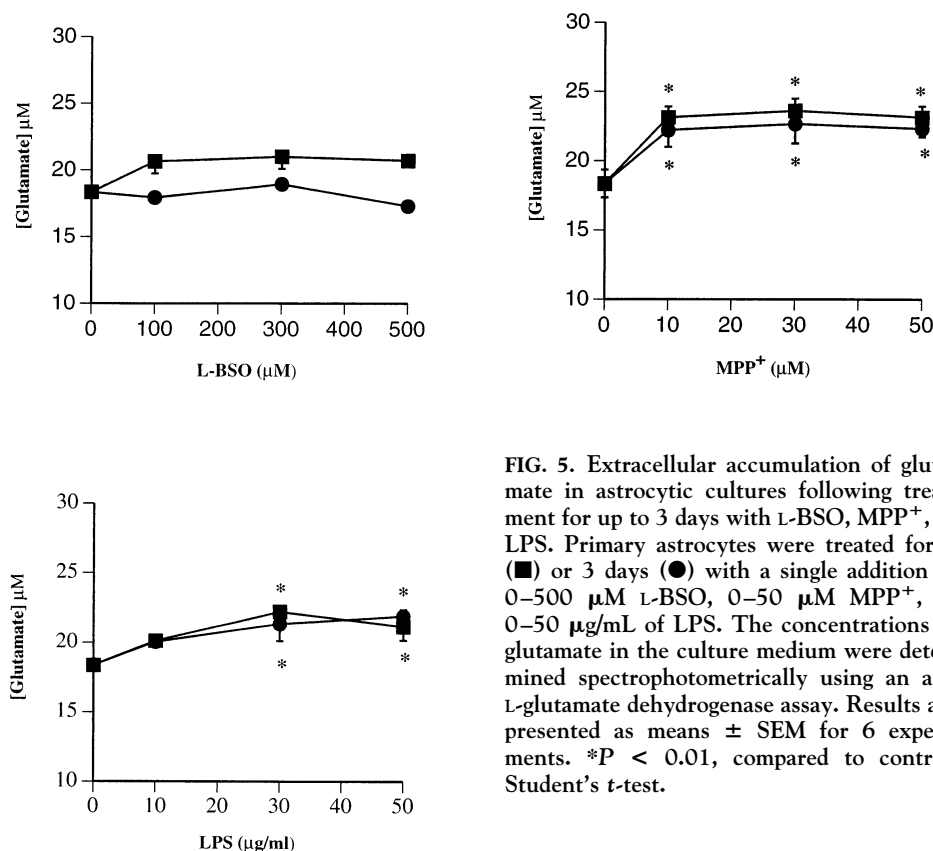 30
25
20
15
10
[Glutamate] μM
0 100 200 300 400 500
L-BSO (μM)
30
25
20
15
10
[Glutamate] μM
* * *
* * *
0 10 20 30 40 50
MPP+ (μM)
30
25
20
15
10
[Glutamate] μM
* *
* *
0 10 20 30 40 50
LPS (μg/ml)
FIG. 5. Extracellular accumulation of glu
mate in astrocytic cultures following trea
ment for up to 3 days with L-BSO, MPP+,
LPS. Primary astrocytes were treated for
(■) or 3 days (●) with a single addition
0–500 μM L-BSO, 0–50 μM MPP+,
0–50 μg/mL of LPS. The concentrations
glutamate in the culture medium were dete
mined spectrophotometrically using an a
L-glutamate dehydrogenase assay. Results a
presented as means ± SEM for 6 expe
ments. *P < 0.01, compared to contr
Student's t-test.